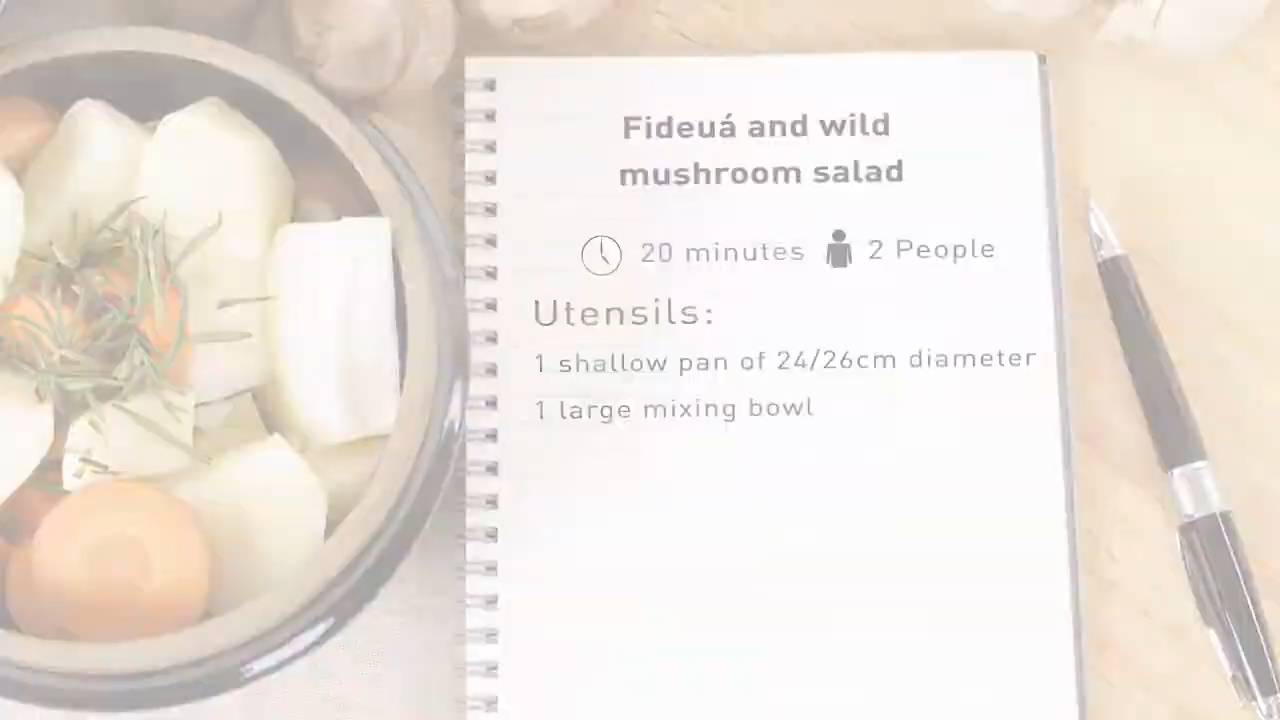 Fideuá and wild
mushroom salad
20 minutes 2 People
Utensils:
1 shallow pan of 24/26cm diameter
1 large mixing bowl